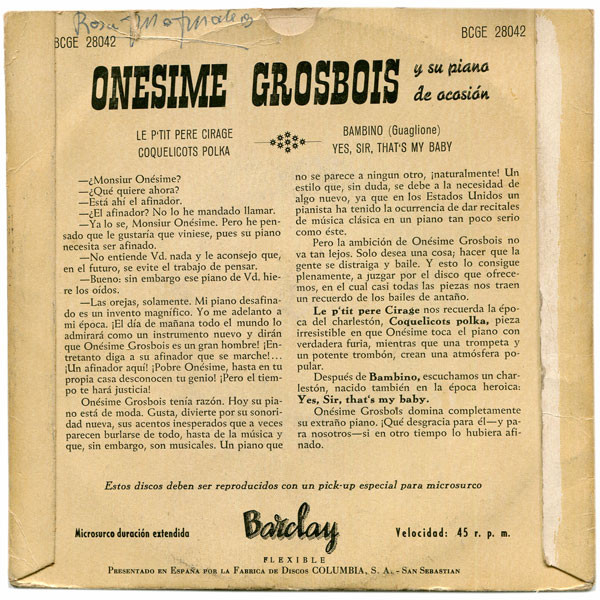 Rosa
BCGE 28042
BCGE 28042
ONESIME GROSBOIS y su piano de ocosión
LE P'TIT PERE CIRAGE
COQUELICOTS POLKA
BAMBINO (Guaglione)
YES, SIR, THAT'S MY BABY
—¿Monsiur Onésime?
—¿Qué quiere ahora?
—Está ahí el afinador.
—¿El afinador? No lo he mandado llamar.
—Ya lo se, Monsiur Onésime. Pero he pen-
sado que le gustaría que viniese, pues su piano
necesita ser afinado.
—No entiende Vd. nada y le aconsejo que,
en el futuro, se evite el trabajo de pensar.
—Bueno: sin embargo ese piano de Vd. hie-
re los oídos.
—Las orejas, solamente. Mi piano desafina-
do es un invento magnífico. Yo me adelanto a
mi época. ¡El día de mañana todo el mundo lo
admirará como un instrumento nuevo y dirán
que Onésime Grosbois es un gran hombre! ¡En-
tretanto diga a su afinador que se marche!...
¡Un afinador aquí! ¡Pobre Onésime, hasta en tu
propia casa desconocen tu genio! ¡Pero el tiem-
po te hará justicia!
Onésime Grosbois tenía razón. Hoy su pia-
no está de moda. Gusta, divierte por su sonori-
dad nueva, sus acentos inesperados que a veces
parecen burlarse de todo, hasta de la música y
que, sin embargo, son musicales. Un piano que
no se parece a ningun otro, ¡naturalmente! Un
estilo que, sin duda, se debe a la necesidad de
algo nuevo, ya que en los Estados Unidos un
pianista ha tenido la ocurrencia de dar recitales
de música clásica en un piano tan poco serio
como éste.
Pero la ambición de Onésime Grosbois no
va tan lejos. Solo desea una cosa; hacer que la
gente se distraiga y baile. Y esto lo consigue
plenamente, a juzgar por el disco que ofrece-
mos, en el cual casi todas las piezas nos traen
un recuerdo de los bailes de antaño.
Le p'tit pere Cirage nos recuerda la épo-
ca del charlestón, Coquelicots polka, pieza
irresistible en que Onésime toca el piano con
verdadera furia, mientras que una trompeta y
un potente trombón, crean una atmósfera po-
pular.
Después de Bambino, escuchamos un char-
lestón, nacido también en la época heroica:
Yes, Sir, that's my baby.
Onésime Grosbois domina completamente
su extraño piano. ¡Qué desgracia para él—y pa-
ra nosotros—si en otro tiempo lo hubiera afi-
nado.
Estos discos deben ser reproducidos con un pick-up especial para microsurco
Microsurco duración extendida
Barclay
Velocidad: 45 r. p. m.
FLEXIBLE
PRESENTADO EN ESPAÑA POR LA FABRICA DE DISCOS COLUMBIA, S. A. - SAN SEBASTIAN